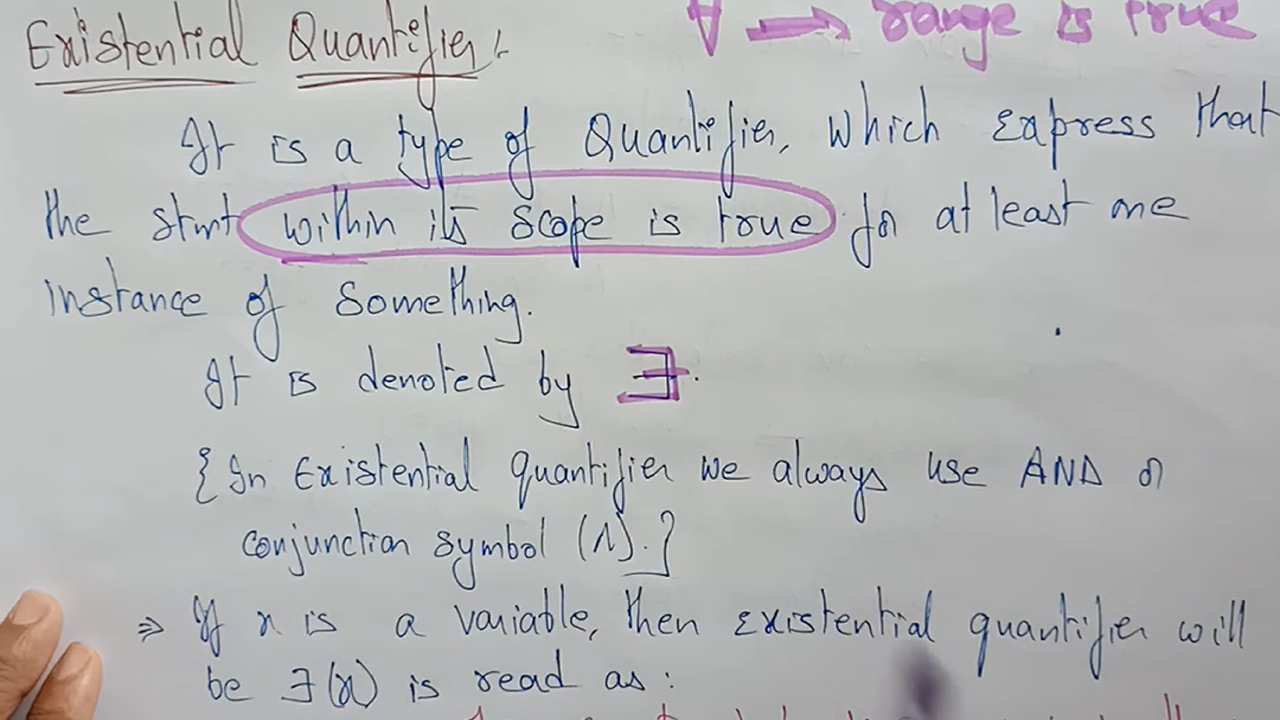 ∀ → range is true
Existential Quantifier :-
It is a type of Quantifier, which express that
the stmt within its scope is true for at least one
instance of something.
It is denoted by ∃.
{In Existential quantifier we always use AND or
conjunction symbol (∧).}
⇒ If x is a variable, then existential quantifier will
be ∃(x) is read as :